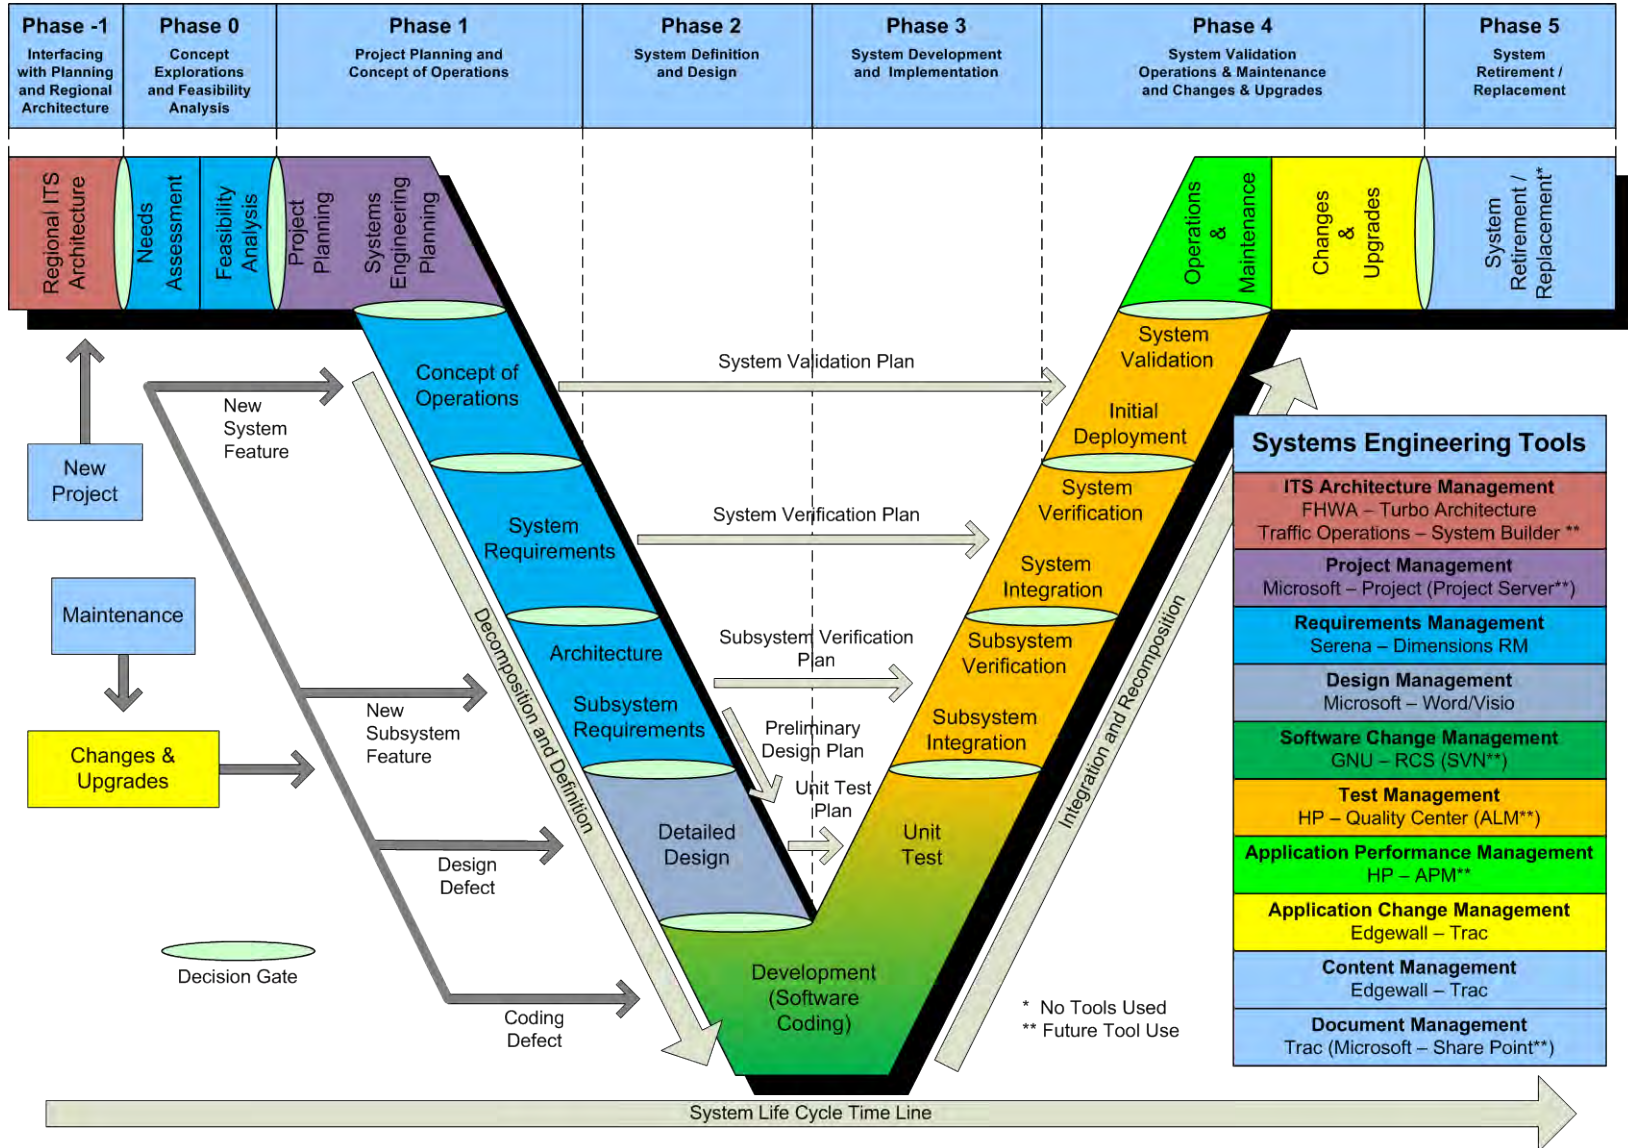 Phase -1
Interfacing
with Planning
and Regional
Architecture
Phase 0
Concept
Explorations
and Feasibility
Analysis
Phase 1
Project Planning and
Concept of Operations
Phase 2
System Definition
and Design
Phase 3
System Development
and Implementation
Phase 4
System Validation
Operations & Maintenance
and Changes & Upgrades
Phase 5
System
Retirement /
Replacement
Regional ITS
Architecture
Needs
Assessment
Feasibility
Analysis
Project
Planning
Systems
Engineering
Planning
Operations
&
Maintenance
Changes
&
Upgrades
System
Retirement /
Replacement*
New
Project
Maintenance
Changes &
Upgrades
New
System
Feature
New
Subsystem
Feature
Design
Defect
Coding
Defect
Decision Gate
Decomposition and Definition
Concept of
Operations
System
Requirements
Architecture
Subsystem
Requirements
Detailed
Design
Development
(Software
Coding)
System Validation Plan
System Verification Plan
Subsystem Verification
Plan
Preliminary
Design Plan
Unit Test
Plan
System
Validation
Initial
Deployment
System
Verification
System
Integration
Subsystem
Verification
Subsystem
Integration
Unit
Test
Integration and Recomposition
* No Tools Used
** Future Tool Use
Systems Engineering Tools
ITS Architecture Management
FHWA – Turbo Architecture
Traffic Operations – System Builder **
Project Management
Microsoft – Project (Project Server**)
Requirements Management
Serena – Dimensions RM
Design Management
Microsoft – Word/Visio
Software Change Management
GNU – RCS (SVN**)
Test Management
HP – Quality Center (ALM**)
Application Performance Management
HP – APM**
Application Change Management
Edgewall – Trac
Content Management
Edgewall – Trac
Document Management
Trac (Microsoft – Share Point**)
System Life Cycle Time Line